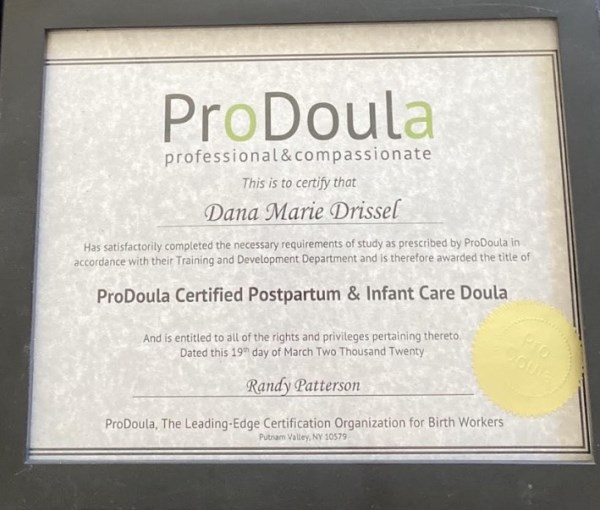 ProDoula
professional&compassionate
This is to certify that
Dana Marie Drissel
Has satisfactorily completed the necessary requirements of study as prescribed by ProDoula in
accordance with their Training and Development Department and is therefore awarded the title of
ProDoula Certified Postpartum & Infant Care Doula
And is entitled to all of the rights and privileges pertaining thereto.
Dated this 19th day of March Two Thousand Twenty
Pro
Doula
Randy Patterson
ProDoula, The Leading-Edge Certification Organization for Birth Workers
Putnam Valley, NY 10579